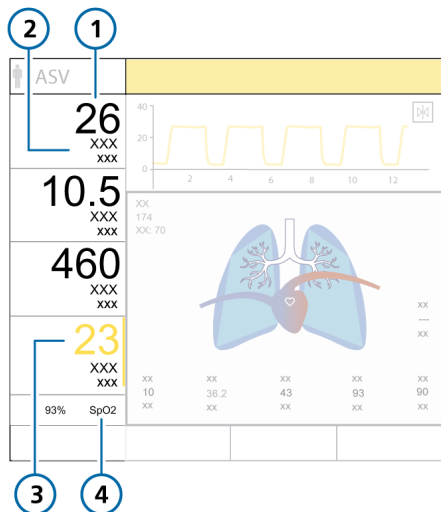 2
1
ASV
26
XXX
xxx
10.5
XXX
xxx
460
XXX
xxx
23
XXX
xxx
93% SpO2
40
20
0
2 4 6 8 10 12
XX
174
XX: 70
xx
---
xx
xx xx xx xx xx
10 36.2 43 93 90
xx xx xx xx xx
3
4